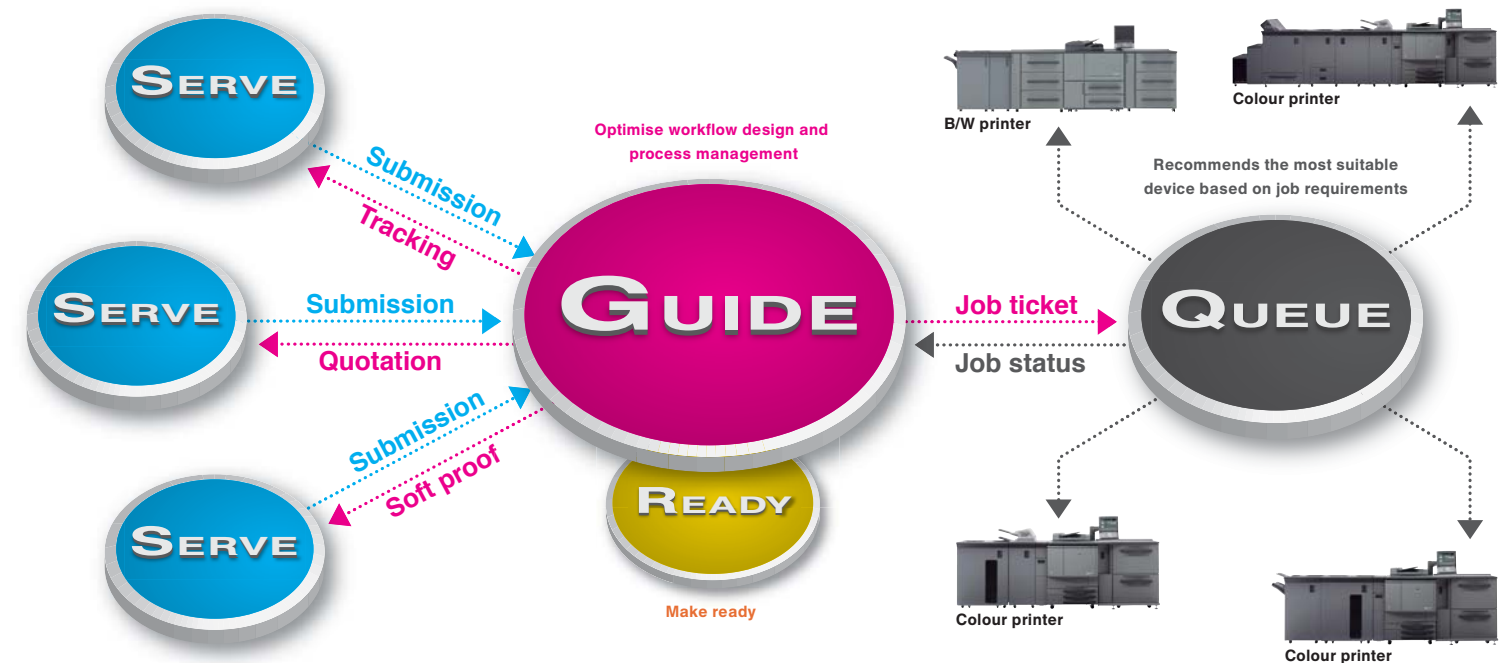 SERVE
Submission
Tracking
SERVE
Submission
Quotation
SERVE
Submission
Soft proof
Optimise workflow design and
process management
GUIDE
READY
Make ready
Job ticket
Job status
B/W printer
Colour printer
Recommends the most suitable
device based on job requirements
QUEUE
Colour printer
Colour printer